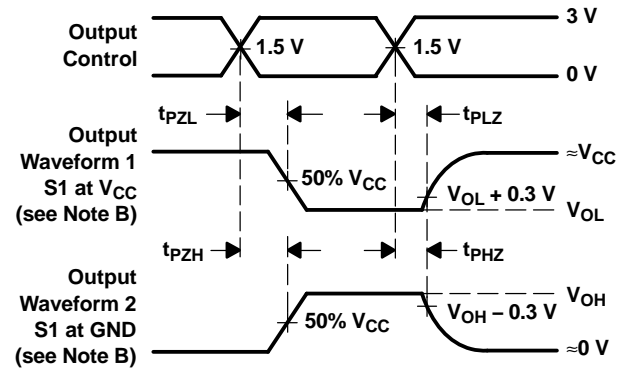 Output
Control
1.5 V
1.5 V
3 V
0 V
tPZL
tPLZ
Output
Waveform 1
S1 at VCC
(see Note B)
50% VCC
≈VCC
VOL + 0.3 V
VOL
tPZH
tPHZ
Output
Waveform 2
S1 at GND
(see Note B)
50% VCC
VOH
VOH − 0.3 V
≈0 V